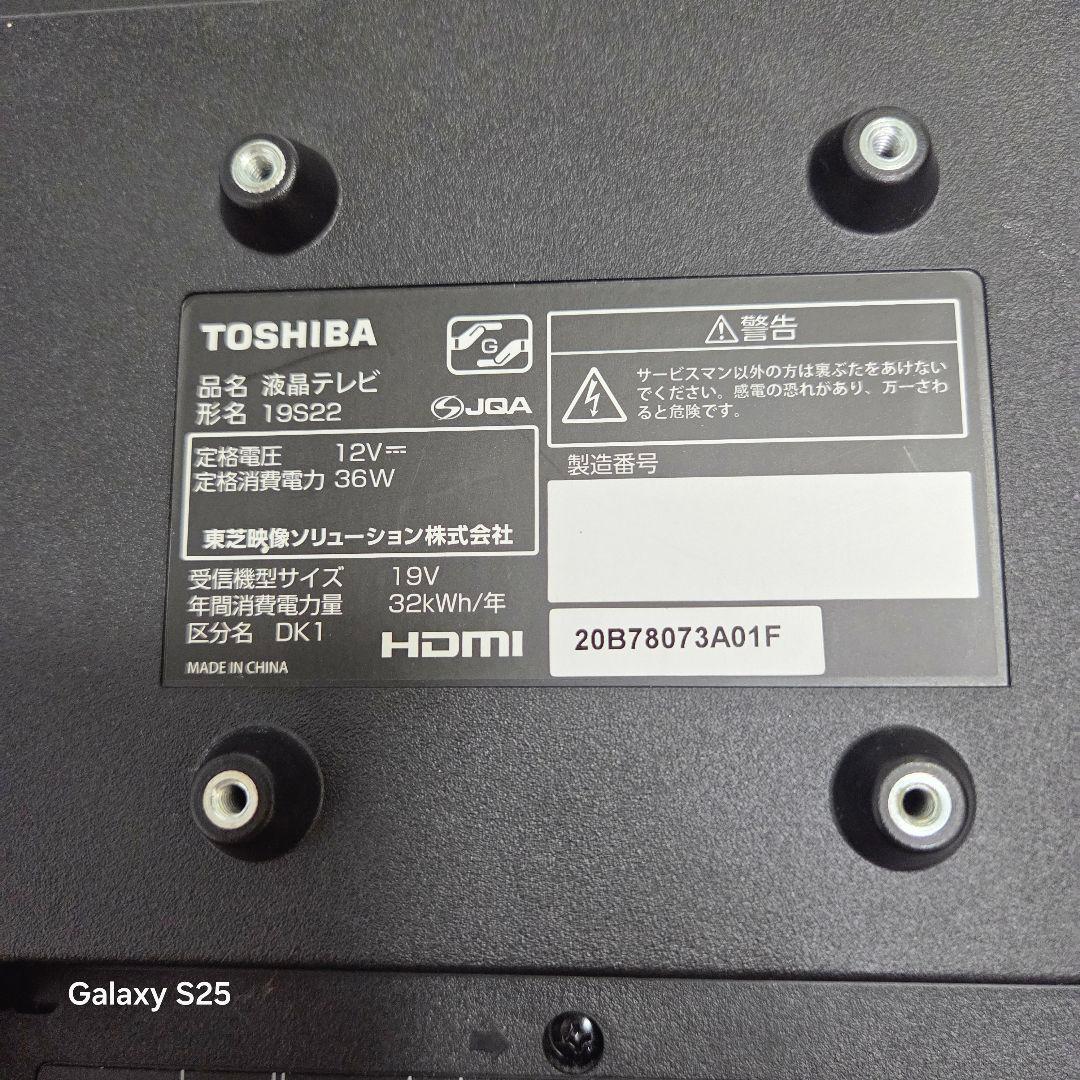 TOSHIBA
品名 液晶テレビ
形名 19S22
G
JQA
定格電圧 12V⎓
定格消費電力 36W
東芝映像ソリューション株式会社
受信機型サイズ 19V
年間消費電力量 32kWh/年
区分名 DK1
HDMI
MADE IN CHINA
⚠警告
サービスマン以外の方は裏ぶたをあけない
でください。感電の恐れがあり、万一さわ
ると危険です。
製造番号
20B78073A01F
Galaxy S25